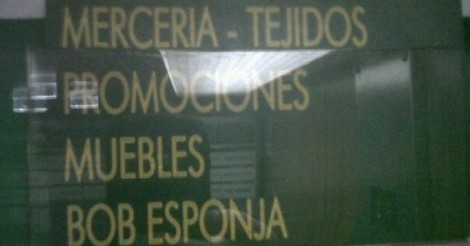 MERCERIA - TEJIDOS
PROMOCIONES
MUEBLES
BOB ESPONJA